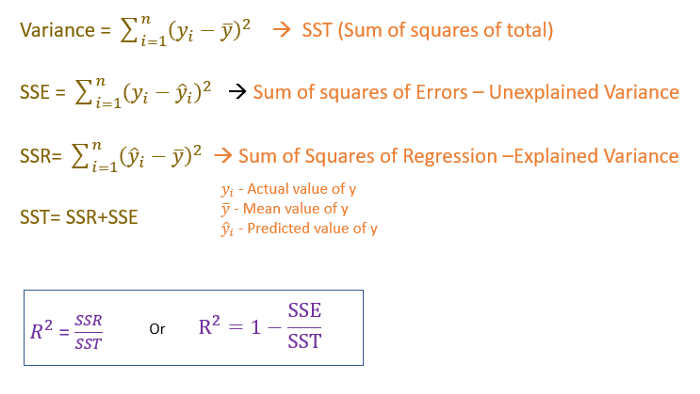 Variance = ∑ⁿᵢ₌₁(yᵢ − ȳ)² → SST (Sum of squares of total)
SSE = ∑ⁿᵢ₌₁(yᵢ − ŷᵢ)² → Sum of squares of Errors – Unexplained Variance
SSR= ∑ⁿᵢ₌₁(ŷᵢ − ȳ)² → Sum of Squares of Regression –Explained Variance
yᵢ - Actual value of y
ȳ - Mean value of y
ŷᵢ - Predicted value of y
SST= SSR+SSE
R² = SSR/SST Or R² = 1 − SSE/SST